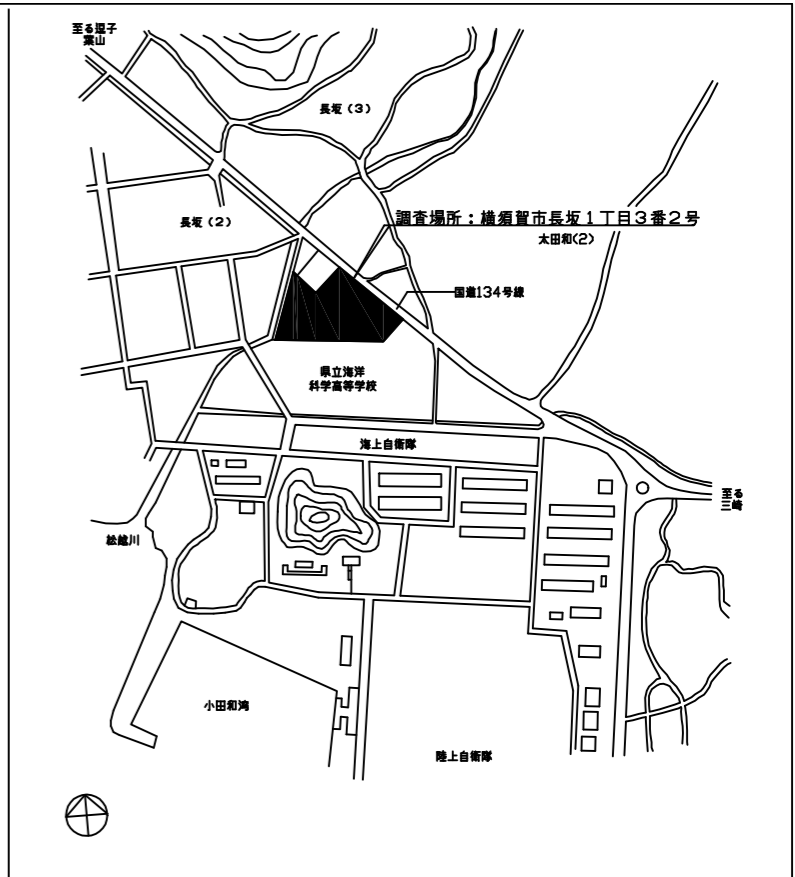 至る逗子
葉山
長坂（3）
調査場所：横須賀市長坂１丁目３番２号
長坂（2）
太田和(2)
国道134号線
県立海洋
科学高等学校
海上自衛隊
至る
三崎
松越川
小田和湾
陸上自衛隊